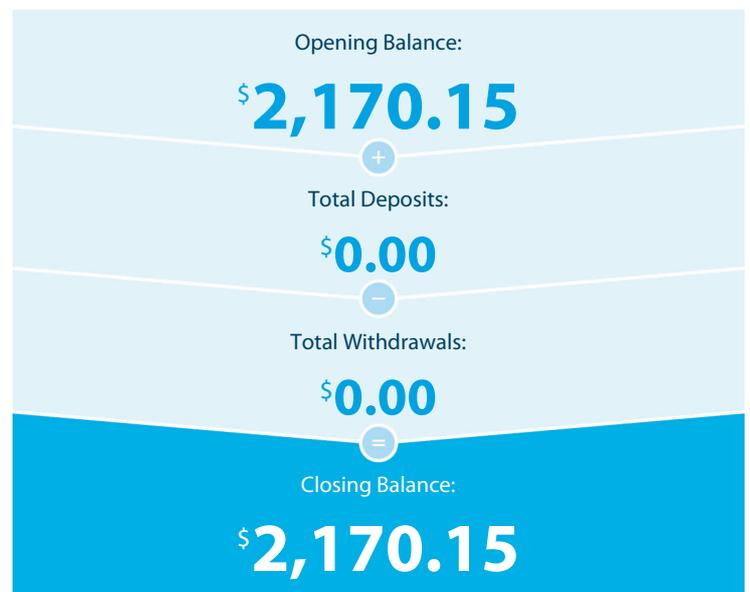 Opening Balance:
$2,170.15
+
Total Deposits:
$0.00
−
Total Withdrawals:
$0.00
=
Closing Balance:
$2,170.15